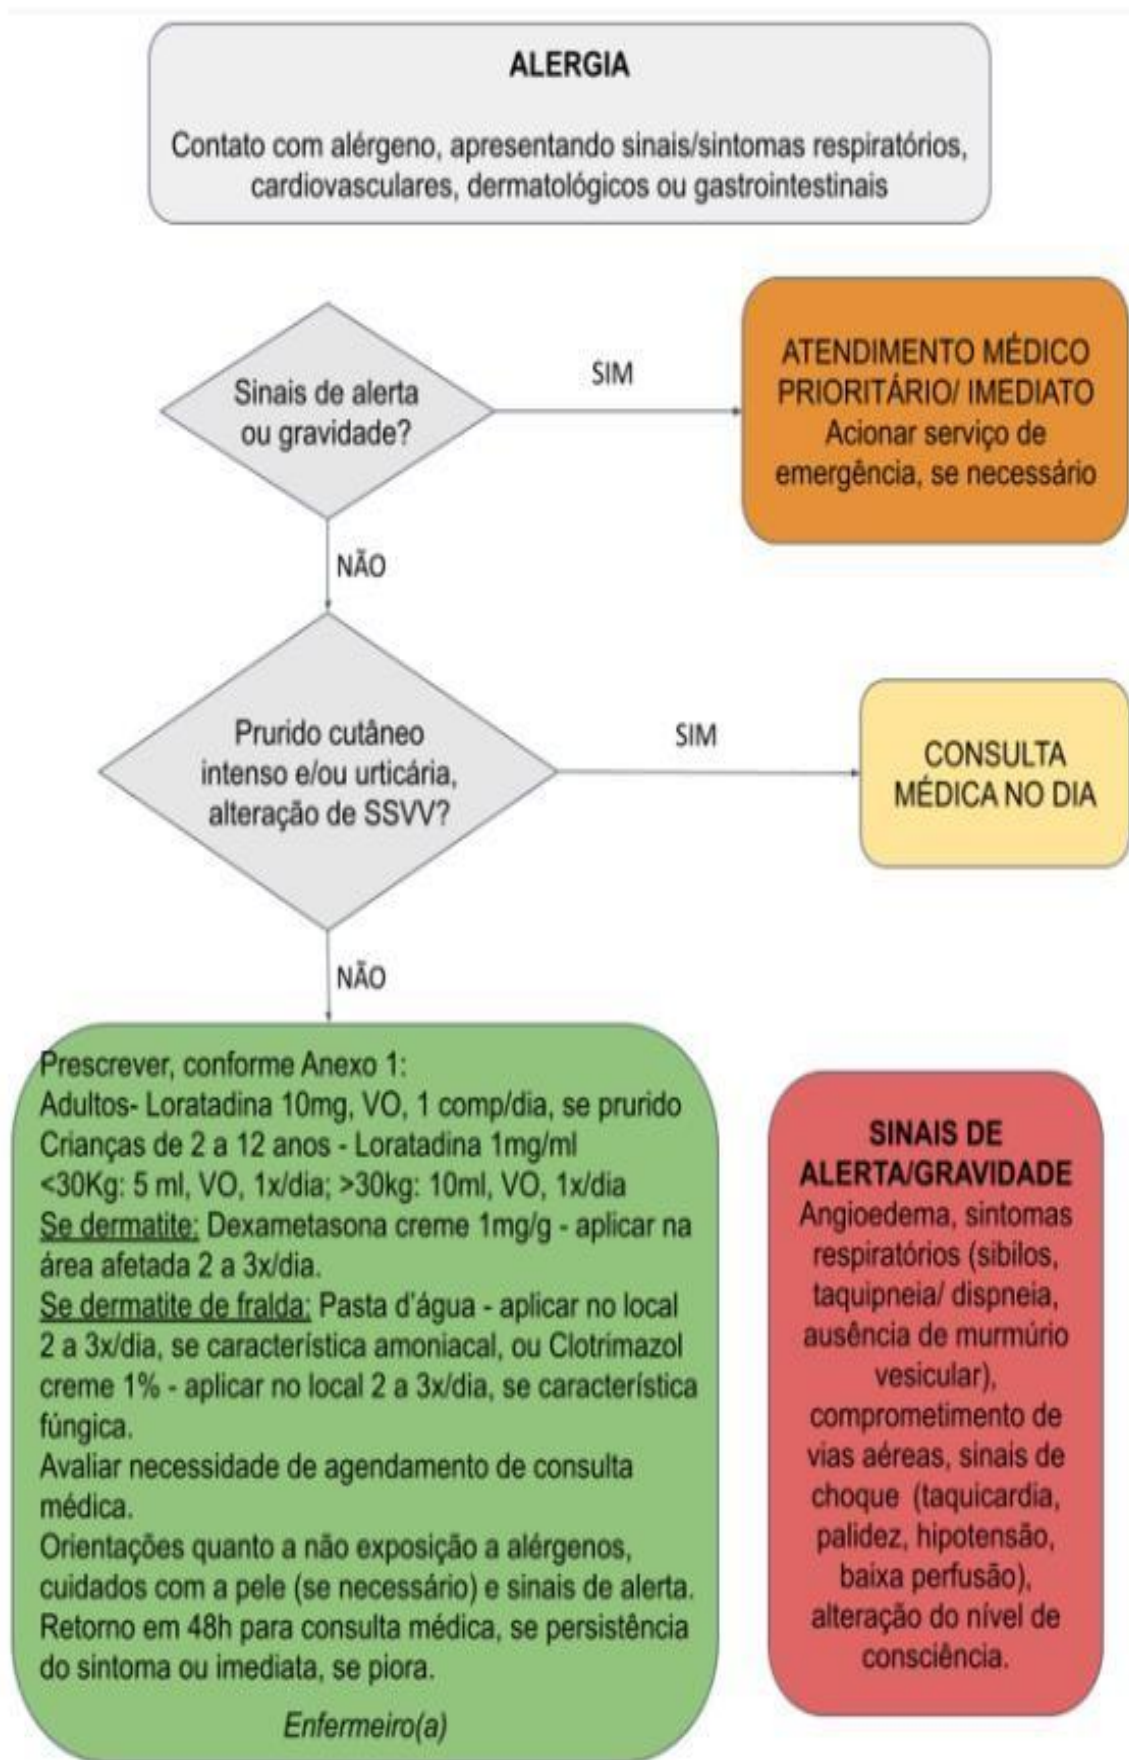 ALERGIA
Contato com alérgeno, apresentando sinais/sintomas respiratórios,
cardiovasculares, dermatológicos ou gastrointestinais
Sinais de alerta
ou gravidade?
SIM
ATENDIMENTO MÉDICO
PRIORITÁRIO/ IMEDIATO
Acionar serviço de
emergência, se necessário
NÃO
Prurido cutâneo
intenso e/ou urticária,
alteração de SSVV?
SIM
CONSULTA
MÉDICA NO DIA
NÃO
Prescrever, conforme Anexo 1:
Adultos- Loratadina 10mg, VO, 1 comp/dia, se prurido
Crianças de 2 a 12 anos - Loratadina 1mg/ml
<30Kg: 5 ml, VO, 1x/dia; >30kg: 10ml, VO, 1x/dia
Se dermatite: Dexametasona creme 1mg/g - aplicar na
área afetada 2 a 3x/dia.
Se dermatite de fralda: Pasta d'água - aplicar no local
2 a 3x/dia, se característica amoniacal, ou Clotrimazol
creme 1% - aplicar no local 2 a 3x/dia, se característica
fúngica.
Avaliar necessidade de agendamento de consulta
médica.
Orientações quanto a não exposição a alérgenos,
cuidados com a pele (se necessário) e sinais de alerta.
Retorno em 48h para consulta médica, se persistência
do sintoma ou imediata, se piora.
Enfermeiro(a)
SINAIS DE
ALERTA/GRAVIDADE
Angioedema, sintomas
respiratórios (sibilos,
taquipneia/ dispneia,
ausência de murmúrio
vesicular),
comprometimento de
vias aéreas, sinais de
choque (taquicardia,
palidez, hipotensão,
baixa perfusão),
alteração do nível de
consciência.